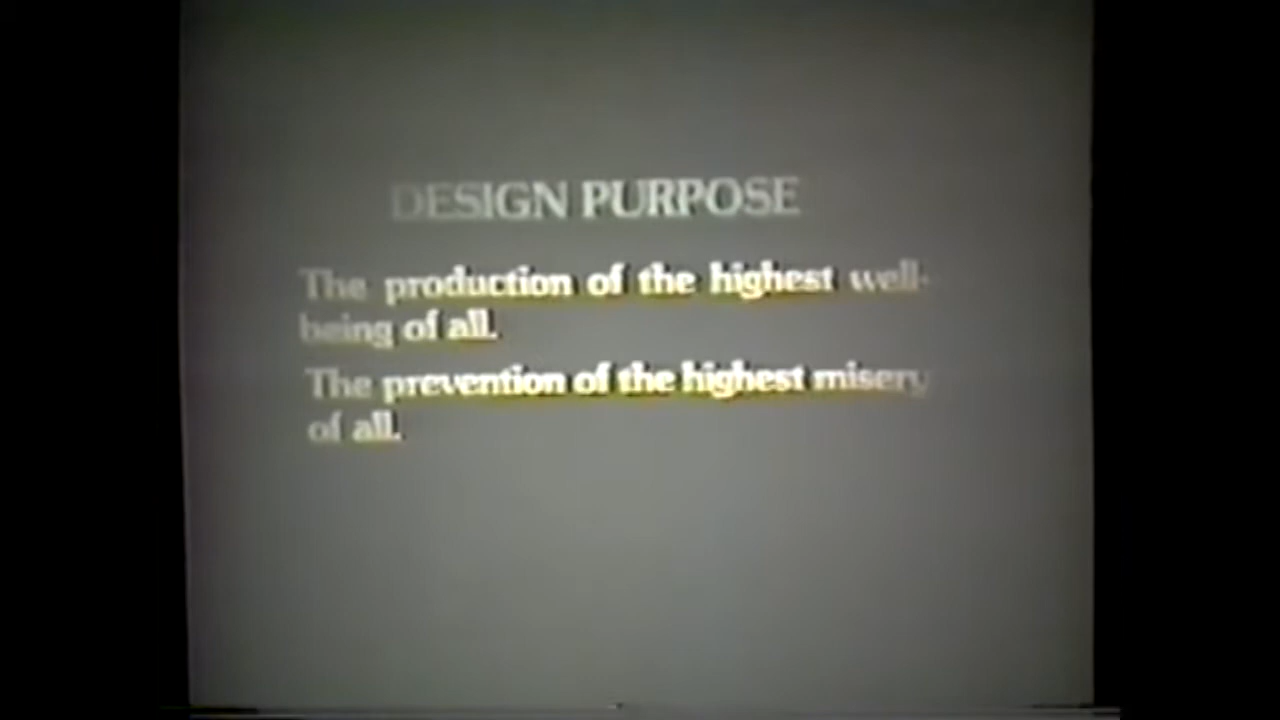 DESIGN PURPOSE
The production of the highest well-
being of all.
The prevention of the highest misery
of all.